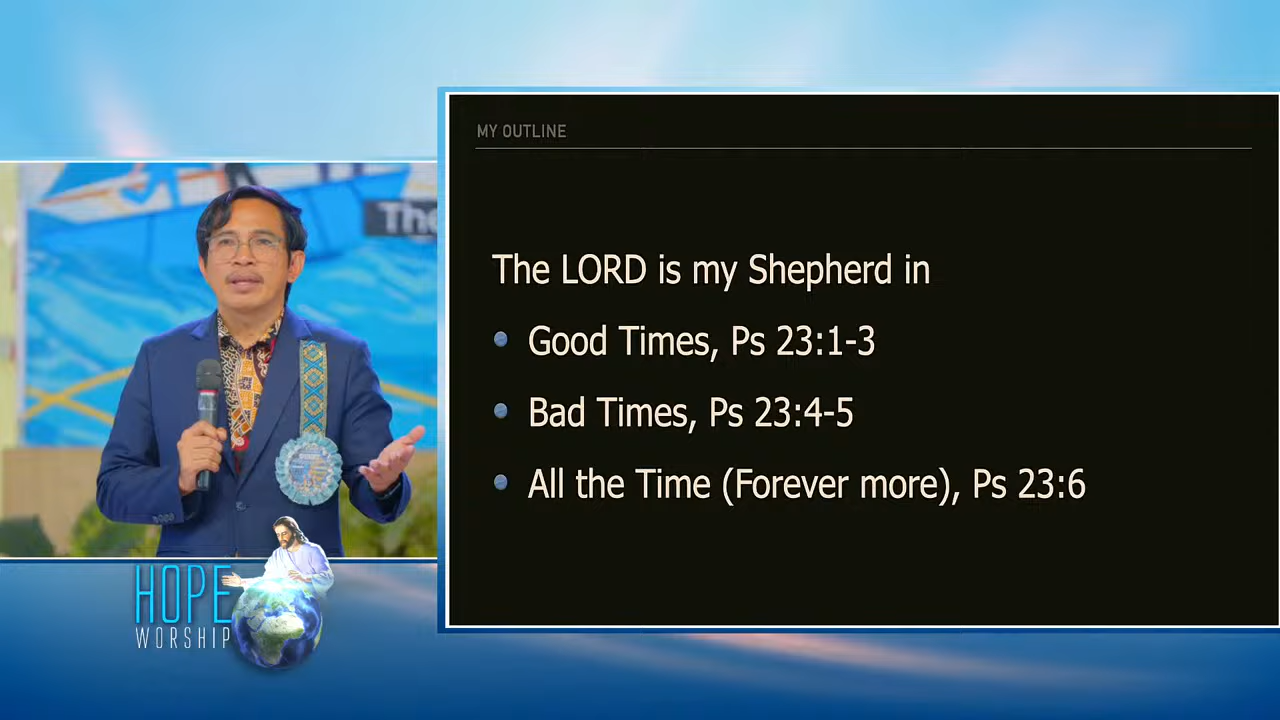 MY OUTLINE
The LORD is my Shepherd in
Good Times, Ps 23:1-3
Bad Times, Ps 23:4-5
All the Time (Forever more), Ps 23:6
The
HOPE
WORSHIP